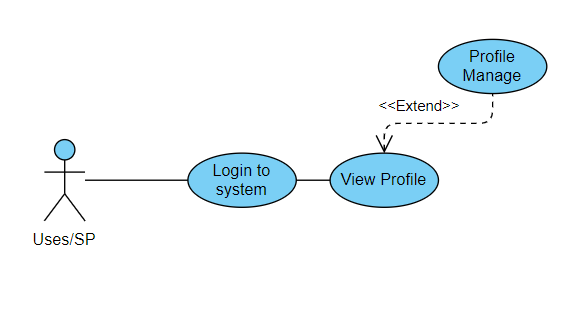 Profile
Manage
<<Extend>>
Login to
system
View Profile
Uses/SP